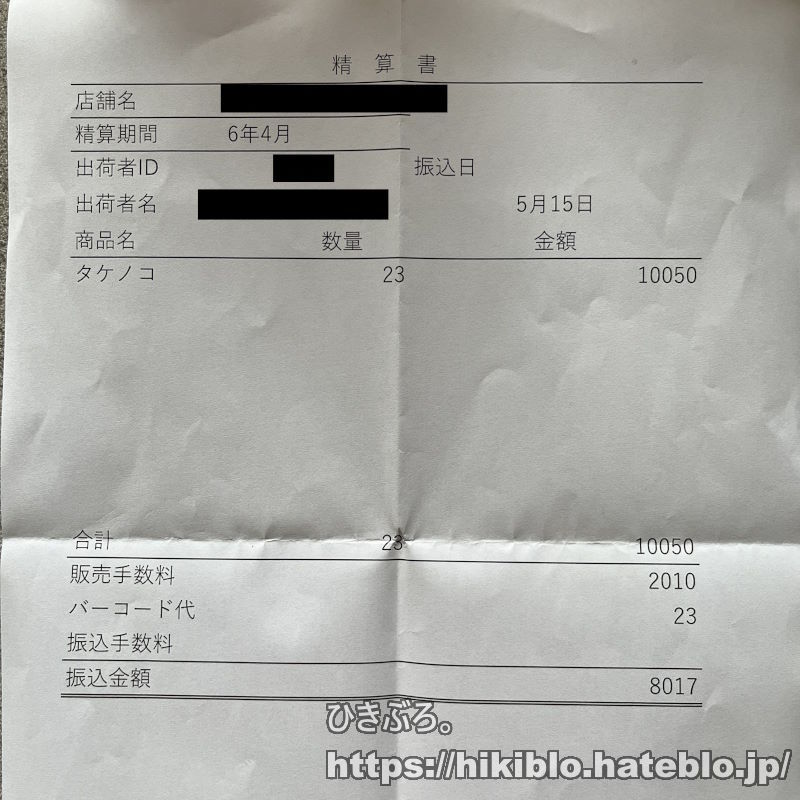 精 算 書
店舗名
精算期間 6年4月
出荷者ID 振込日
出荷者名 5月15日
商品名 数量 金額
タケノコ 23 10050
合計 23 10050
販売手数料 2010
バーコード代 23
振込手数料
振込金額 8017
ひきぶろ。
https://hikiblo.hateblo.jp/